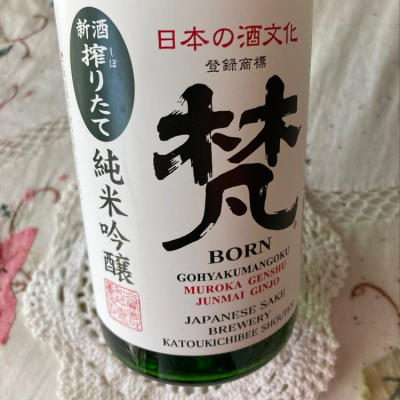 日本の酒文化
登録商標
新酒
搾りたて
しぼ
純米吟醸
梵
BORN
GOHYAKUMANGOKU
MUROKA GENSHU
JUNMAI GINJO
JAPANESE SAKE
BREWERY
KATOUKICHIBEE SHOUTEN